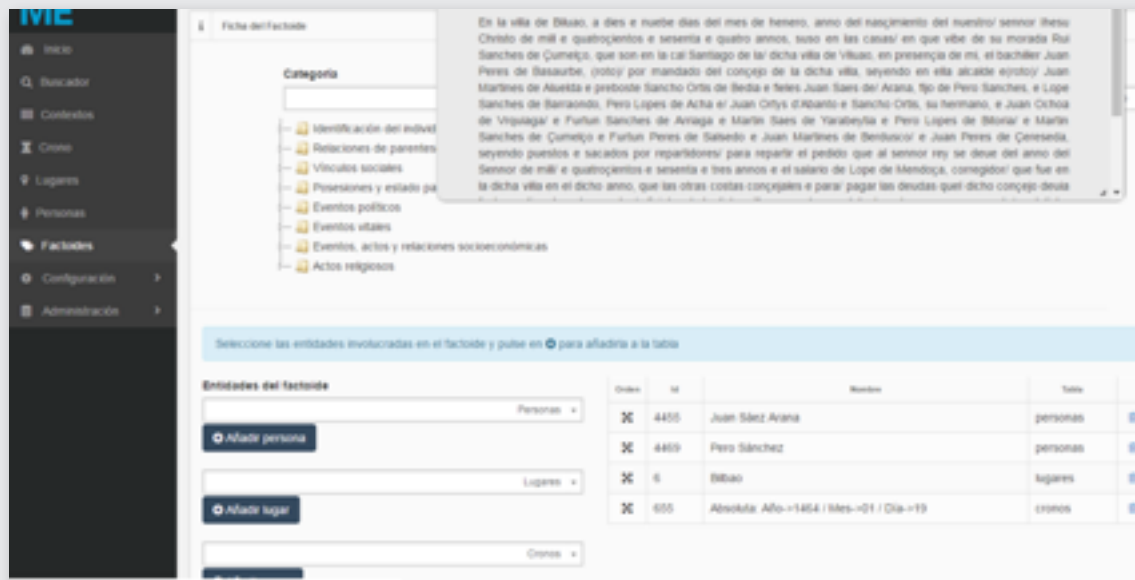 ME
Inicio
Buscador
Contextos
Crono
Lugares
Personas
Factoides
Configuración
Administración
Ficha del Factoide
En la villa de Biluao, a dies e nuebe dias del mes de henero, anno del nasçimiento del nuestro/ sennor Ihesu
Christo de mill e quatroçientos e sesenta e quatro annos, suso en las casas/ en que vibe de su morada Rui
Sanches de Çumelço, que son en la cal Santiago de la/ dicha villa de Viluao, en presençia de mi, el bachiller Juan
Peres de Basaurbe, (roto)/ por mandado del conçejo de la dicha villa, seyendo en ella alcalde e(roto)/ Juan
Martines de e preboste Sancho Ortis de Bedia e fieles Juan Saes de/ Arana, fijo de Pero Sanches, e Lope
Sanches de Barraondo, Pero Lopes de Acha e/ Juan Ortys d'Abanto e Sancho Ortis, su hermano, e Juan Ochoa
de Vrquiaga/ e Furtun Sanches de Arriaga e Martin Saes de Yarabeytia e Pero Lopes de Bitoria/ e Martin
Sanches de Çumelço e Furtun Peres de Salsedo e Juan Martines de Berdusco/ e Juan Peres de Çereseda,
seyendo puestos e sacados por repartidores/ para repartir el pedido que al sennor rey se deue del anno del
Sennor de mill/ e quatroçientos e sesenta e tres annos e el salario de Lope de Mendoça, corregidor/ que fue en
la dicha villa en el dicho anno, que las otras costas conçejales e para/ pagar las deudas quel dicho conçejo deuia
Categoría
Identificación del individ
Relaciones de parentes
Vínculos sociales
Posesiones y estado pa
Eventos políticos
Eventos vitales
Eventos, actos y relaciones socioeconómicas
Actos religiosos
Seleccione las entidades involucradas en el factoide y pulse en para añadirla a la tabla
Entidades del factoide
Personas
Añadir persona
Lugares
Añadir lugar
Cronos
Orden Id Nombre Tabla
4455 Juan Sáez Arana personas
4469 Pero Sánchez personas
6 Bilbao lugares
655 Absoluta: Año->1464 / Mes->01 / Día->19 cronos